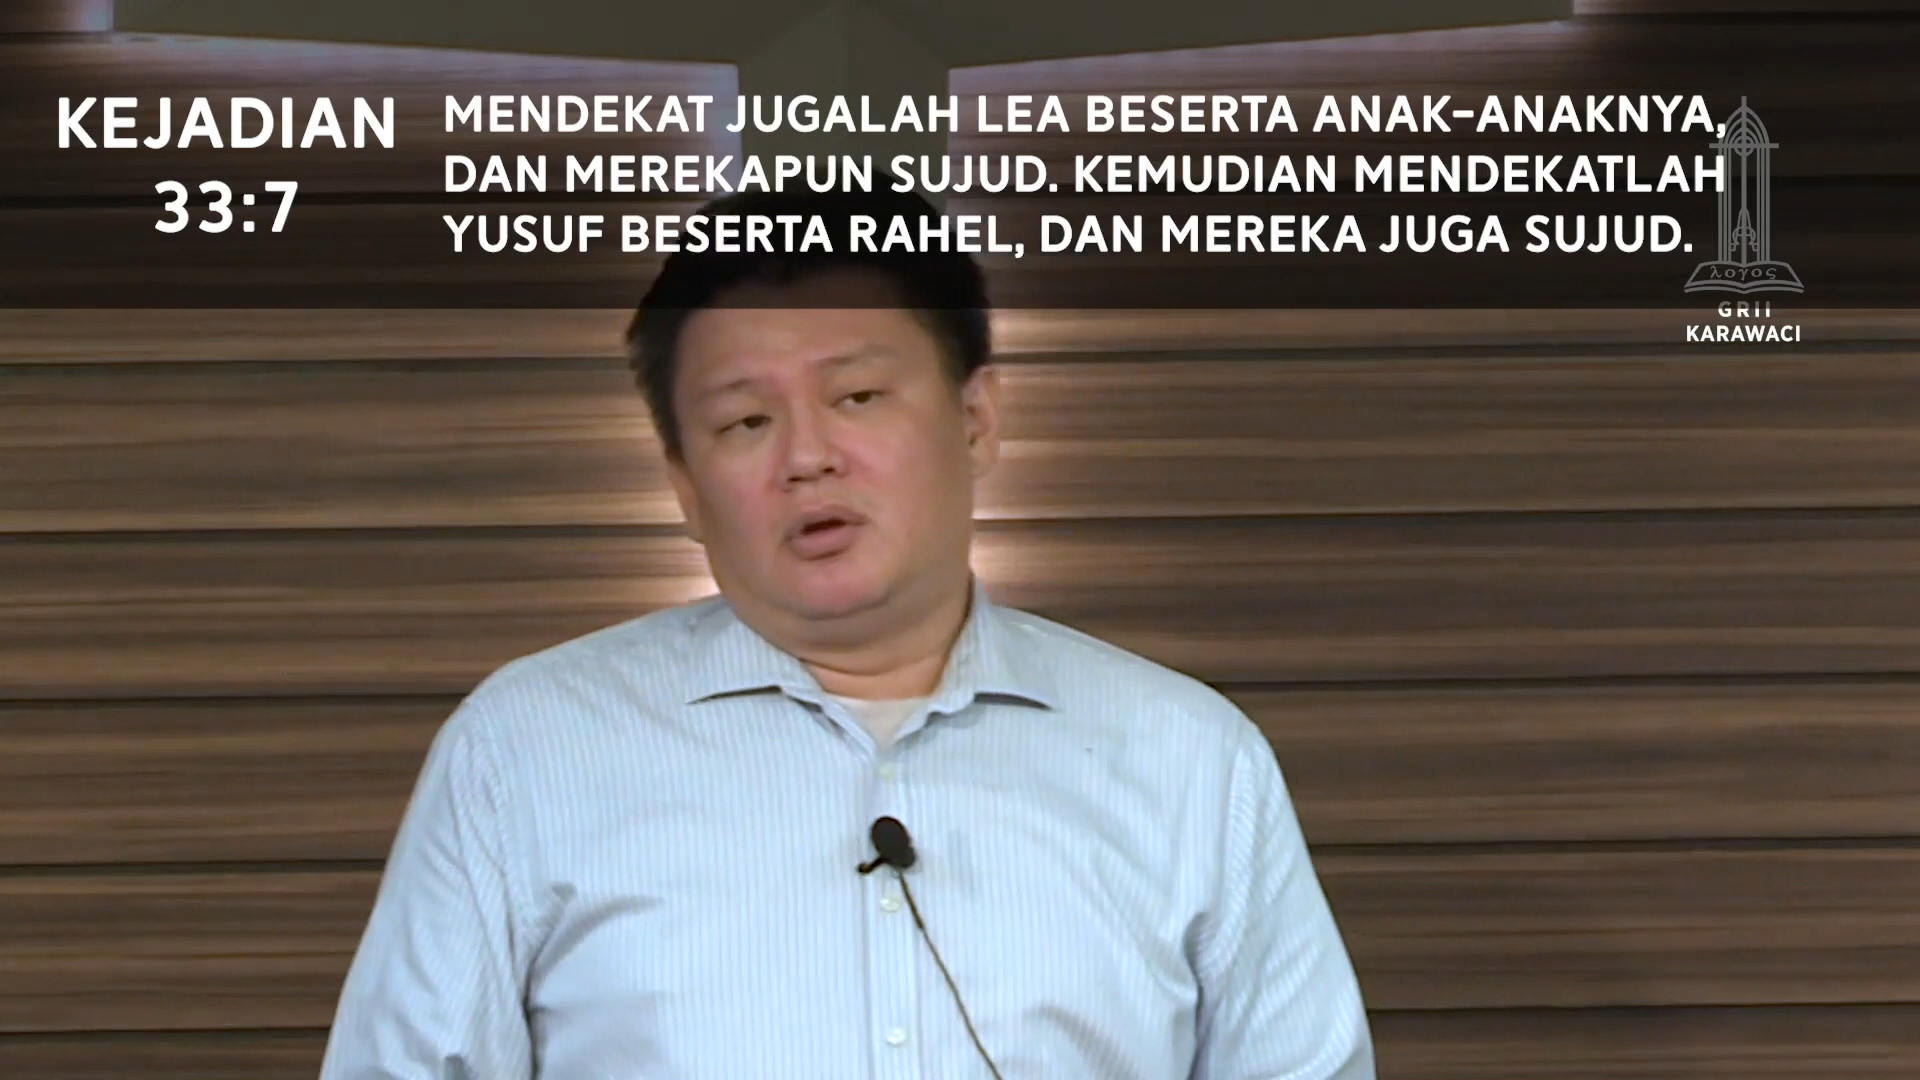 KEJADIAN
33:7
MENDEKAT JUGALAH LEA BESERTA ANAK-ANAKNYA,
DAN MEREKAPUN SUJUD. KEMUDIAN MENDEKATLAH
YUSUF BESERTA RAHEL, DAN MEREKA JUGA SUJUD.
λογος
GRII
KARAWACI